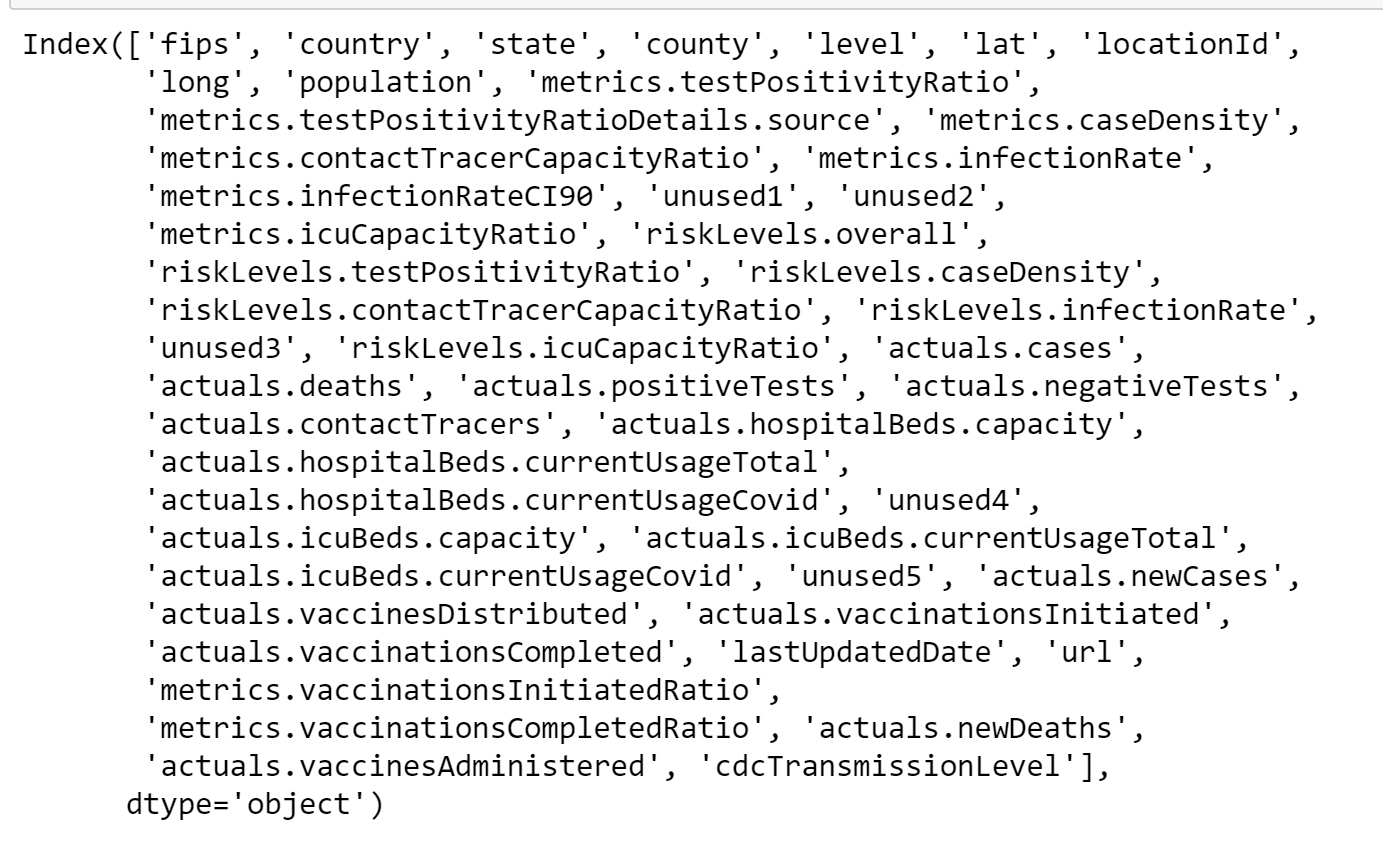 Index(['fips', 'country', 'state', 'county', 'level', 'lat', 'locationId',
'long', 'population', 'metrics.testPositivityRatio',
'metrics.testPositivityRatioDetails.source', 'metrics.caseDensity',
'metrics.contactTracerCapacityRatio', 'metrics.infectionRate',
'metrics.infectionRateCI90', 'unused1', 'unused2',
'metrics.icuCapacityRatio', 'riskLevels.overall',
'riskLevels.testPositivityRatio', 'riskLevels.caseDensity',
'riskLevels.contactTracerCapacityRatio', 'riskLevels.infectionRate',
'unused3', 'riskLevels.icuCapacityRatio', 'actuals.cases',
'actuals.deaths', 'actuals.positiveTests', 'actuals.negativeTests',
'actuals.contactTracers', 'actuals.hospitalBeds.capacity',
'actuals.hospitalBeds.currentUsageTotal',
'actuals.hospitalBeds.currentUsageCovid', 'unused4',
'actuals.icuBeds.capacity', 'actuals.icuBeds.currentUsageTotal',
'actuals.icuBeds.currentUsageCovid', 'unused5', 'actuals.newCases',
'actuals.vaccinesDistributed', 'actuals.vaccinationsInitiated',
'actuals.vaccinationsCompleted', 'lastUpdatedDate', 'url',
'metrics.vaccinationsInitiatedRatio',
'metrics.vaccinationsCompletedRatio', 'actuals.newDeaths',
'actuals.vaccinesAdministered', 'cdcTransmissionLevel'],
dtype='object')